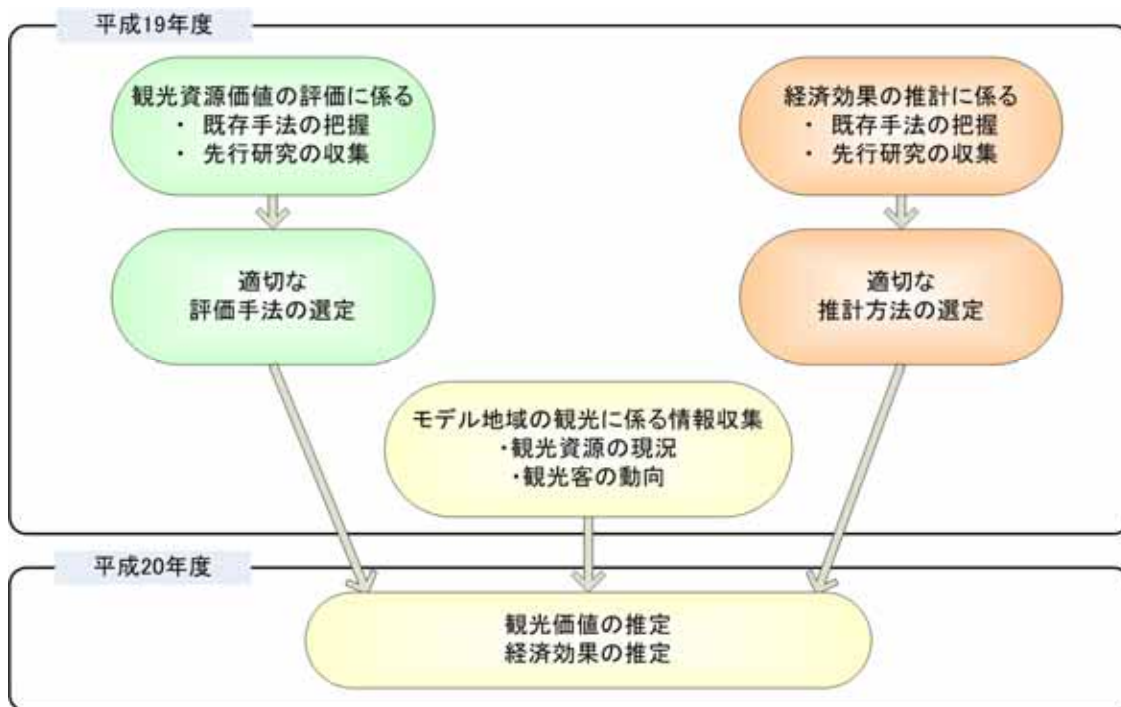 平成19年度
観光資源価値の評価に係る
・ 既存手法の把握
・ 先行研究の収集
経済効果の推計に係る
・ 既存手法の把握
・ 先行研究の収集
適切な
評価手法の選定
適切な
推計方法の選定
モデル地域の観光に係る情報収集
・観光資源の現況
・観光客の動向
平成20年度
観光価値の推定
経済効果の推定